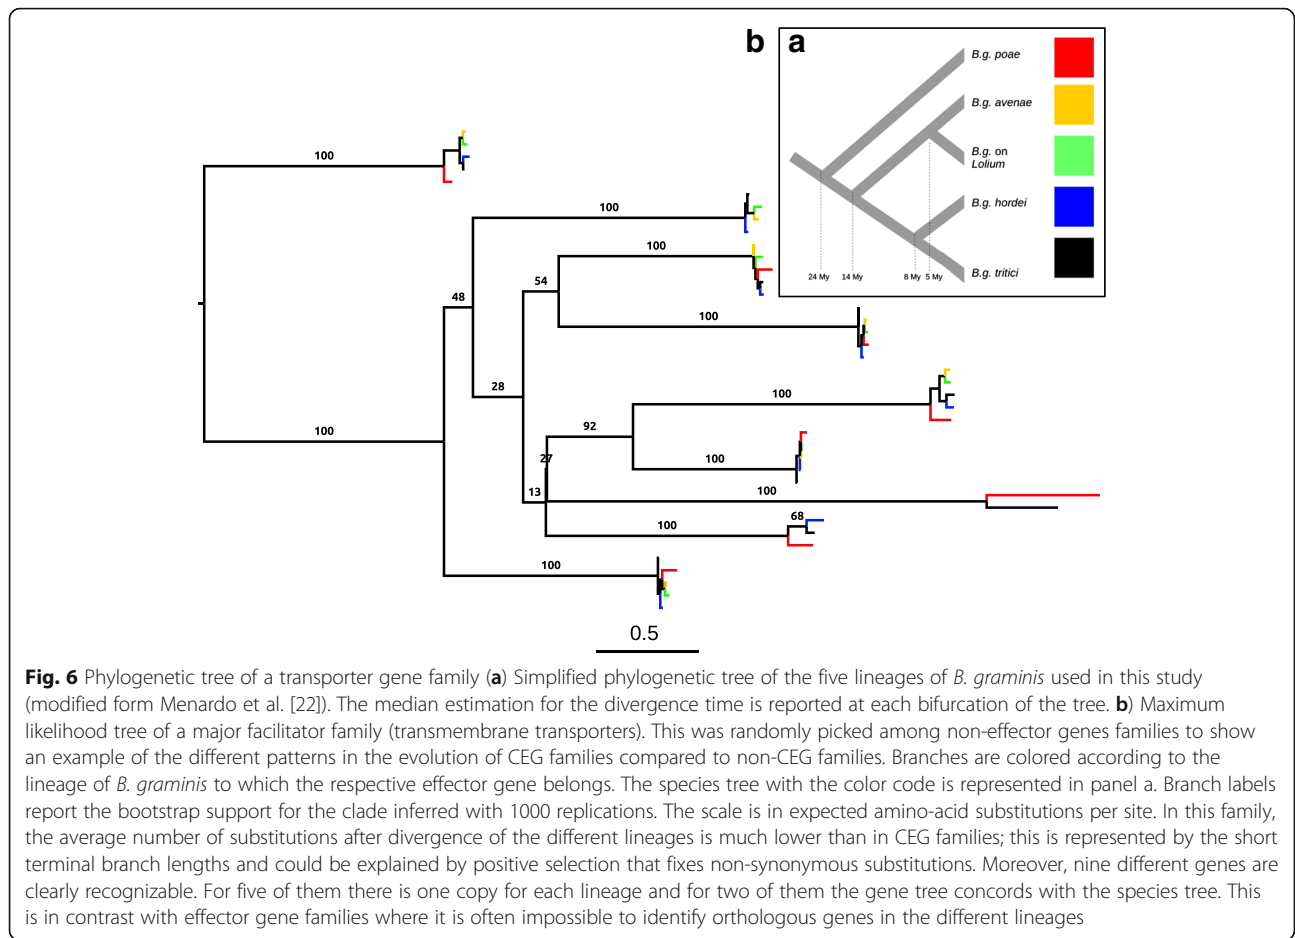 b a
B.g. poae
B.g. avenae
B.g. on
Lolium
B.g. hordei
B.g. tritici
24 My 14 My 8 My 5 My
100
100
100
54
48
100
28
100
92
27
100
13
100
68
100
100
100
0.5
Fig. 6 Phylogenetic tree of a transporter gene family (a) Simplified phylogenetic tree of the five lineages of B. graminis used in this study
(modified form Menardo et al. [22]). The median estimation for the divergence time is reported at each bifurcation of the tree. b) Maximum
likelihood tree of a major facilitator family (transmembrane transporters). This was randomly picked among non-effector genes families to show
an example of the different patterns in the evolution of CEG families compared to non-CEG families. Branches are colored according to the
lineage of B. graminis to which the respective effector gene belongs. The species tree with the color code is represented in panel a. Branch labels
report the bootstrap support for the clade inferred with 1000 replications. The scale is in expected amino-acid substitutions per site. In this family,
the average number of substitutions after divergence of the different lineages is much lower than in CEG families; this is represented by the short
terminal branch lengths and could be explained by positive selection that fixes non-synonymous substitutions. Moreover, nine different genes are
clearly recognizable. For five of them there is one copy for each lineage and for two of them the gene tree concords with the species tree. This
is in contrast with effector gene families where it is often impossible to identify orthologous genes in the different lineages